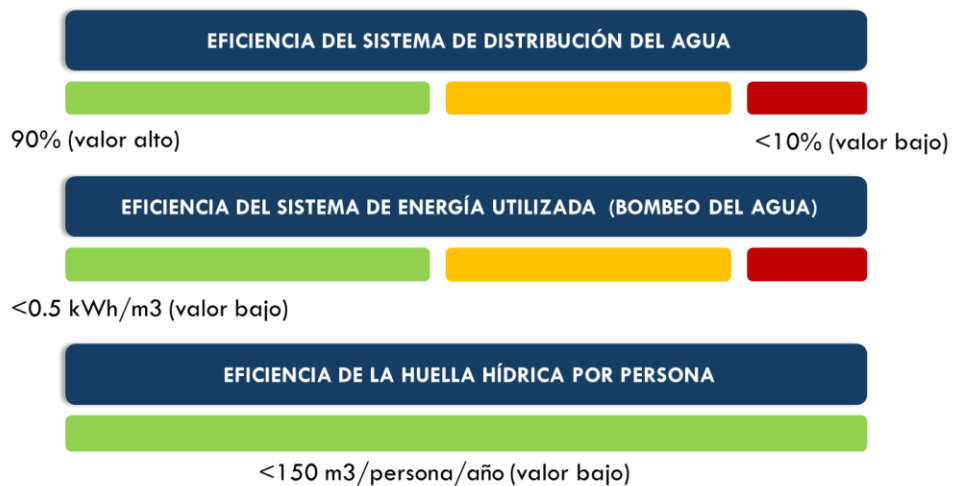 EFICIENCIA DEL SISTEMA DE DISTRIBUCIÓN DEL AGUA
90% (valor alto)
<10% (valor bajo)
EFICIENCIA DEL SISTEMA DE ENERGÍA UTILIZADA (BOMBEO DEL AGUA)
<0.5 kWh/m3 (valor bajo)
EFICIENCIA DE LA HUELLA HÍDRICA POR PERSONA
<150 m3/persona/año (valor bajo)